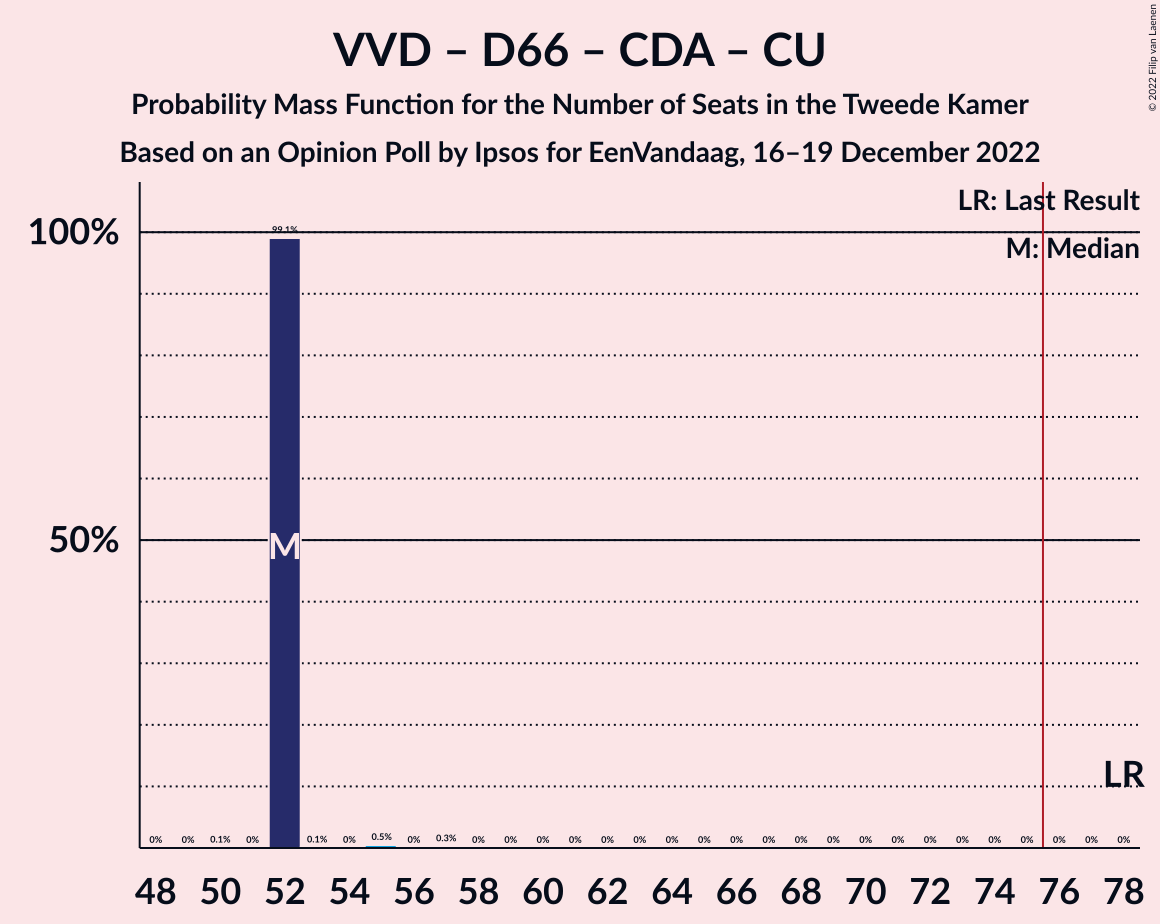 VVD – D66 – CDA – CU
Probability Mass Function for the Number of Seats in the Tweede Kamer
Based on an Opinion Poll by Ipsos for EenVandaag, 16–19 December 2022
© 2022 Filip van Laenen
LR: Last Result
M: Median
100%
50%
99.1%
M
LR
0% 0% 0.1% 0% 0.1% 0% 0.5% 0% 0.3% 0% 0% 0% 0% 0% 0% 0% 0% 0% 0% 0% 0% 0% 0% 0% 0% 0% 0% 0% 0% 0%
48 50 52 54 56 58 60 62 64 66 68 70 72 74 76 78